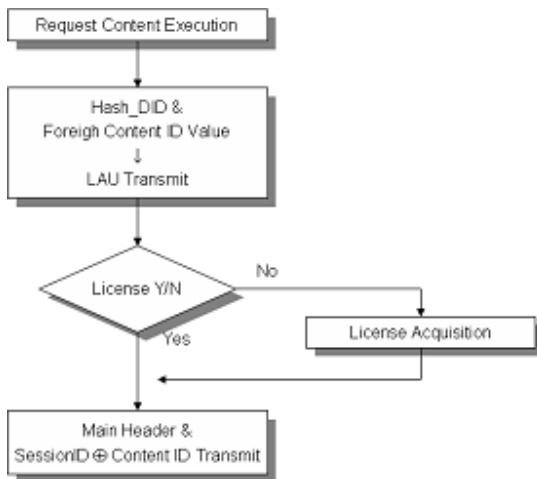 Request Content Execution
Hash_DID &
Foreigh Content ID Value
↓
LAU Transmit
License Y/N
No
Yes
License Acquisition
Main Header &
SessionID ⊕ Content ID Transmit